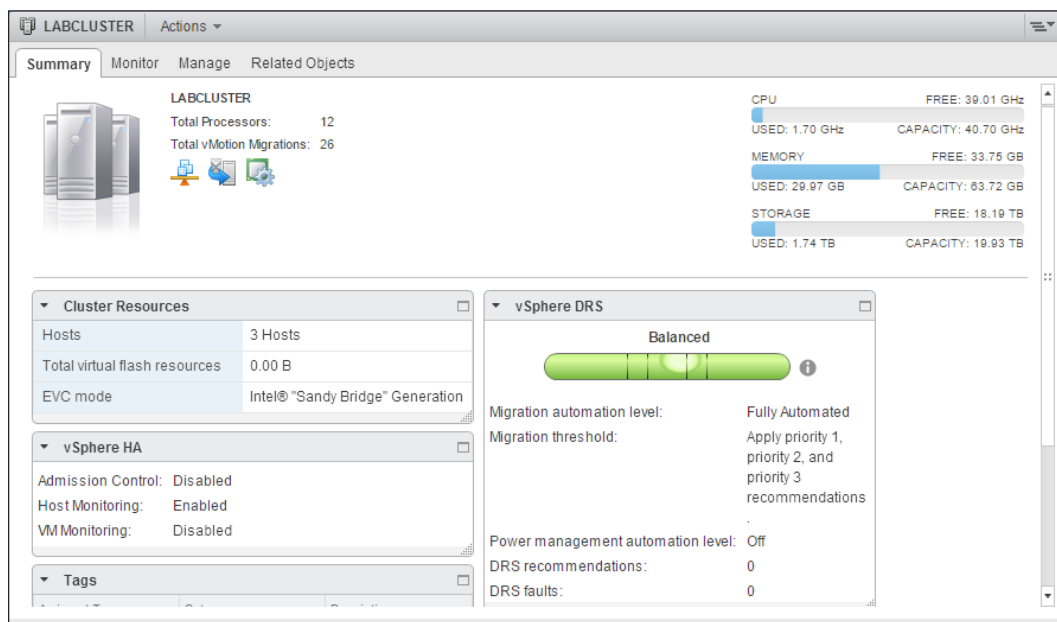 LABCLUSTER Actions
Summary Monitor Manage Related Objects
LABCLUSTER
Total Processors: 12
Total vMotion Migrations: 26
CPU FREE: 39.01 GHz
USED: 1.70 GHz CAPACITY: 40.70 GHz
MEMORY FREE: 33.75 GB
USED: 29.97 GB CAPACITY: 63.72 GB
STORAGE FREE: 18.19 TB
USED: 1.74 TB CAPACITY: 19.93 TB
Cluster Resources
Hosts 3 Hosts
Total virtual flash resources 0.00 B
EVC mode Intel® "Sandy Bridge" Generation
vSphere HA
Admission Control: Disabled
Host Monitoring: Enabled
VM Monitoring: Disabled
Tags
vSphere DRS
Balanced
Migration automation level: Fully Automated
Migration threshold: Apply priority 1,
priority 2, and
priority 3
recommendations
.
Power management automation level: Off
DRS recommendations: 0
DRS faults: 0